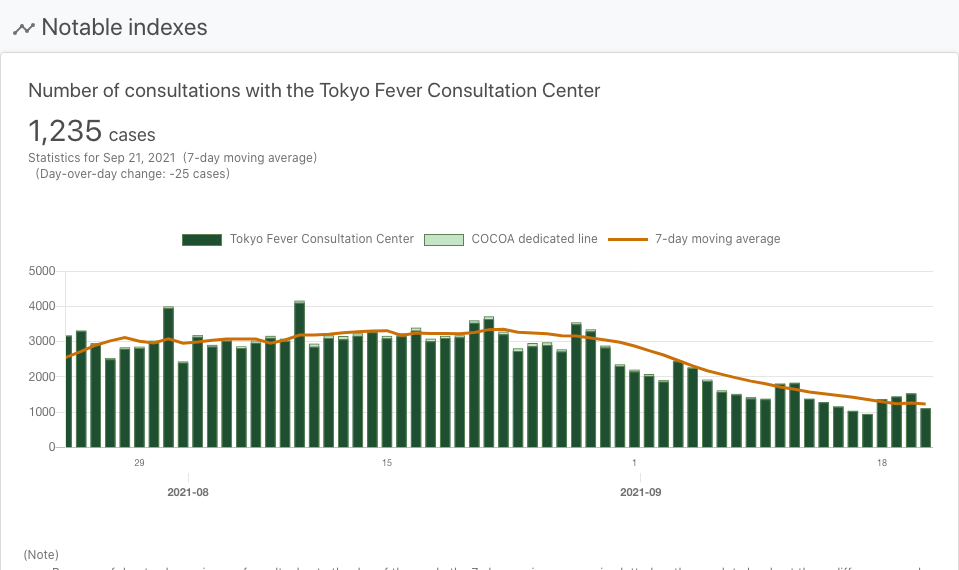 Notable indexes
Number of consultations with the Tokyo Fever Consultation Center
1,235 cases
Statistics for Sep 21, 2021 (7-day moving average)
(Day-over-day change: -25 cases)
Tokyo Fever Consultation Center COCOA dedicated line 7-day moving average
5000
4000
3000
2000
1000
0
29 15 1 18
2021-08 2021-09
(Note)